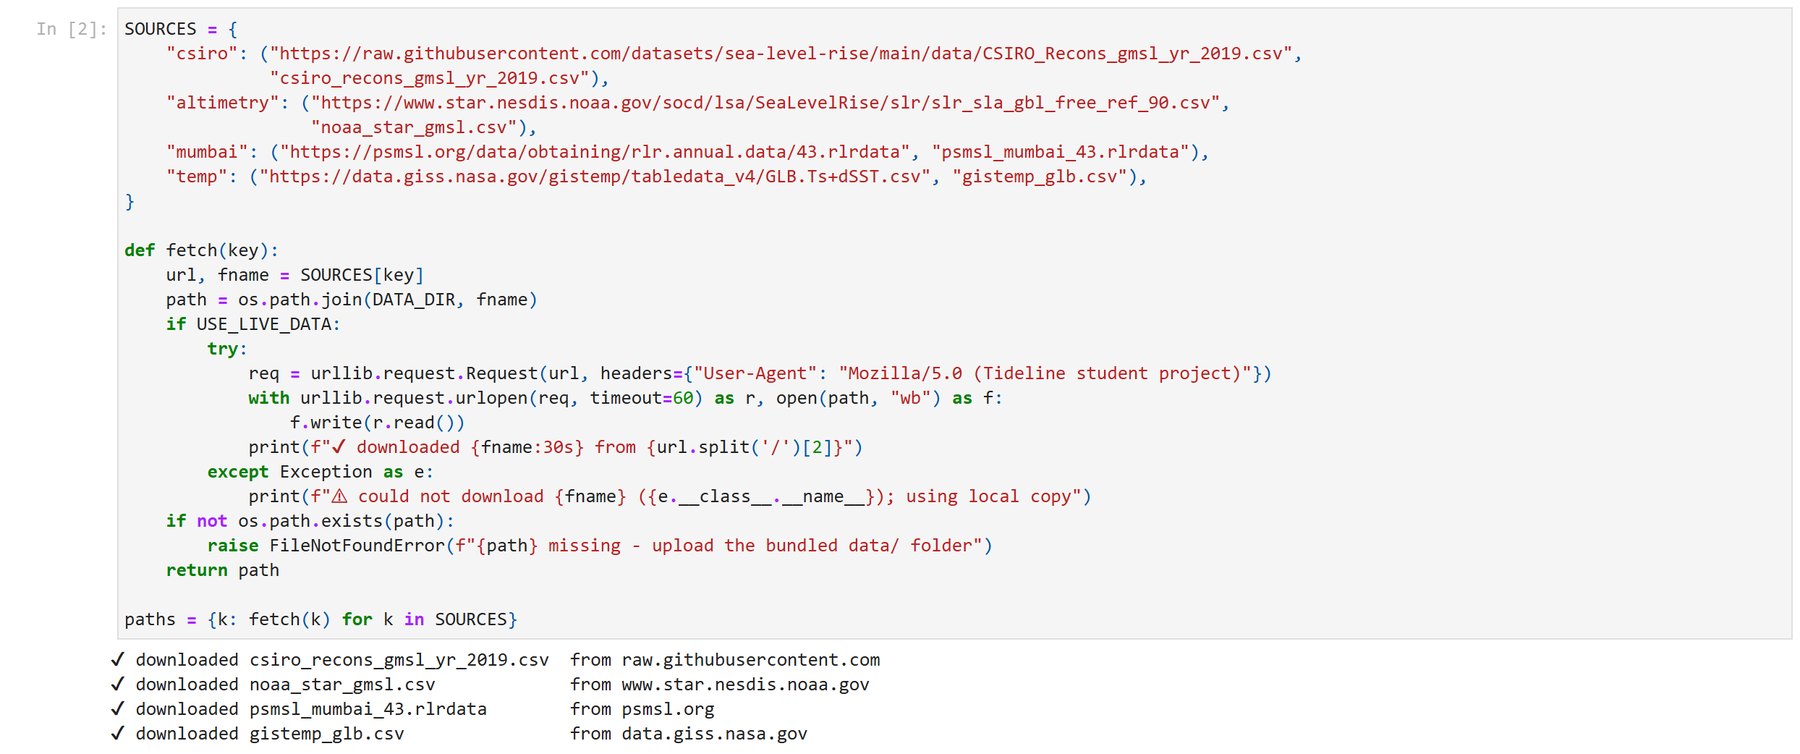 In [2]:
SOURCES = {
    "csiro": ("https://raw.githubusercontent.com/datasets/sea-level-rise/main/data/CSIRO_Recons_gmsl_yr_2019.csv",
              "csiro_recons_gmsl_yr_2019.csv"),
    "altimetry": ("https://www.star.nesdis.noaa.gov/socd/lsa/SeaLevelRise/slr/slr_sla_gbl_free_ref_90.csv",
                  "noaa_star_gmsl.csv"),
    "mumbai": ("https://psmsl.org/data/obtaining/rlr.annual.data/43.rlrdata", "psmsl_mumbai_43.rlrdata"),
    "temp": ("https://data.giss.nasa.gov/gistemp/tabledata_v4/GLB.Ts+dSST.csv", "gistemp_glb.csv"),
}

def fetch(key):
    url, fname = SOURCES[key]
    path = os.path.join(DATA_DIR, fname)
    if USE_LIVE_DATA:
        try:
            req = urllib.request.Request(url, headers={"User-Agent": "Mozilla/5.0 (Tideline student project)"})
            with urllib.request.urlopen(req, timeout=60) as r, open(path, "wb") as f:
                f.write(r.read())
            print(f"✔ downloaded {fname:30s} from {url.split('/')[2]}")
        except Exception as e:
            print(f"⚠ could not download {fname} ({e.__class__.__name__}); using local copy")
    if not os.path.exists(path):
        raise FileNotFoundError(f"{path} missing - upload the bundled data/ folder")
    return path

paths = {k: fetch(k) for k in SOURCES}
✔ downloaded csiro_recons_gmsl_yr_2019.csv  from raw.githubusercontent.com
✔ downloaded noaa_star_gmsl.csv             from www.star.nesdis.noaa.gov
✔ downloaded psmsl_mumbai_43.rlrdata        from psmsl.org
✔ downloaded gistemp_glb.csv                from data.giss.nasa.gov